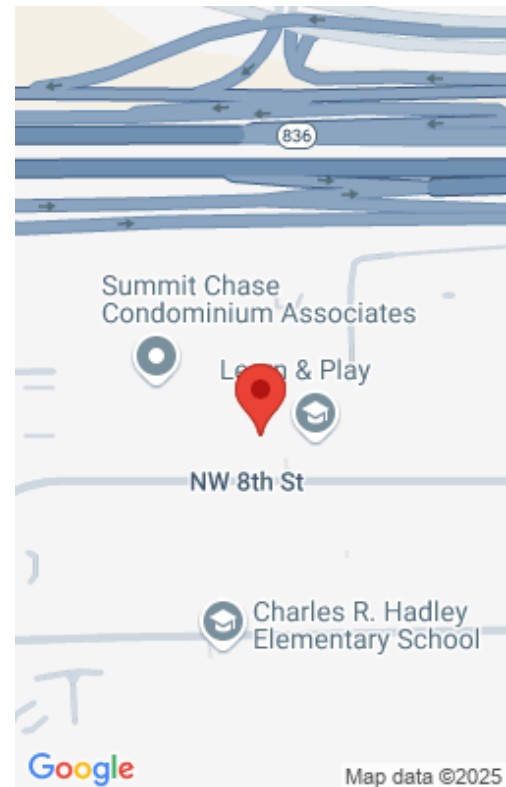 836
Summit Chase
Condominium Associates
Learn & Play
NW 8th St
Charles R. Hadley
Elementary School
Google
Map data ©2025